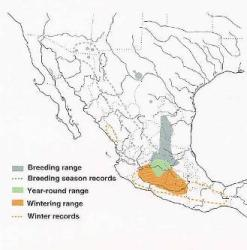 Breeding range
Breeding season records
Year-round range
Wintering range
Winter records